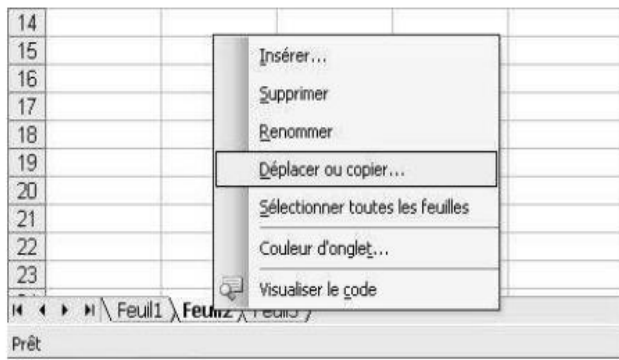 14
15
Insérer...
16
Supprimer
17
18
Renommer
19
Déplacer ou copier...
20
21
Sélectionner toutes les feuilles
22
Couleur d'onglet...
23
Visualiser le code
Feuil1
Prêt